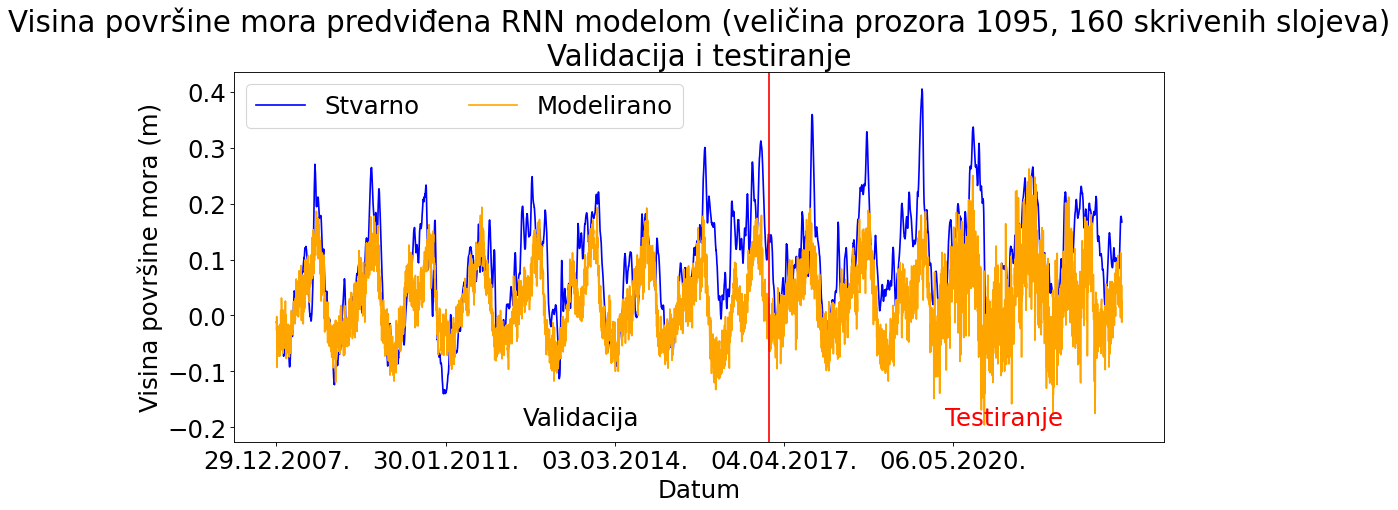 Visina površine mora predviđena RNN modelom (veličina prozora 1095, 160 skrivenih slojeva)
Validacija i testiranje
Stvarno
Modelirano
Visina površine mora (m)
0.4
0.3
0.2
0.1
0.0
−0.1
−0.2
Validacija
Testiranje
29.12.2007.
30.01.2011.
03.03.2014.
04.04.2017.
06.05.2020.
Datum